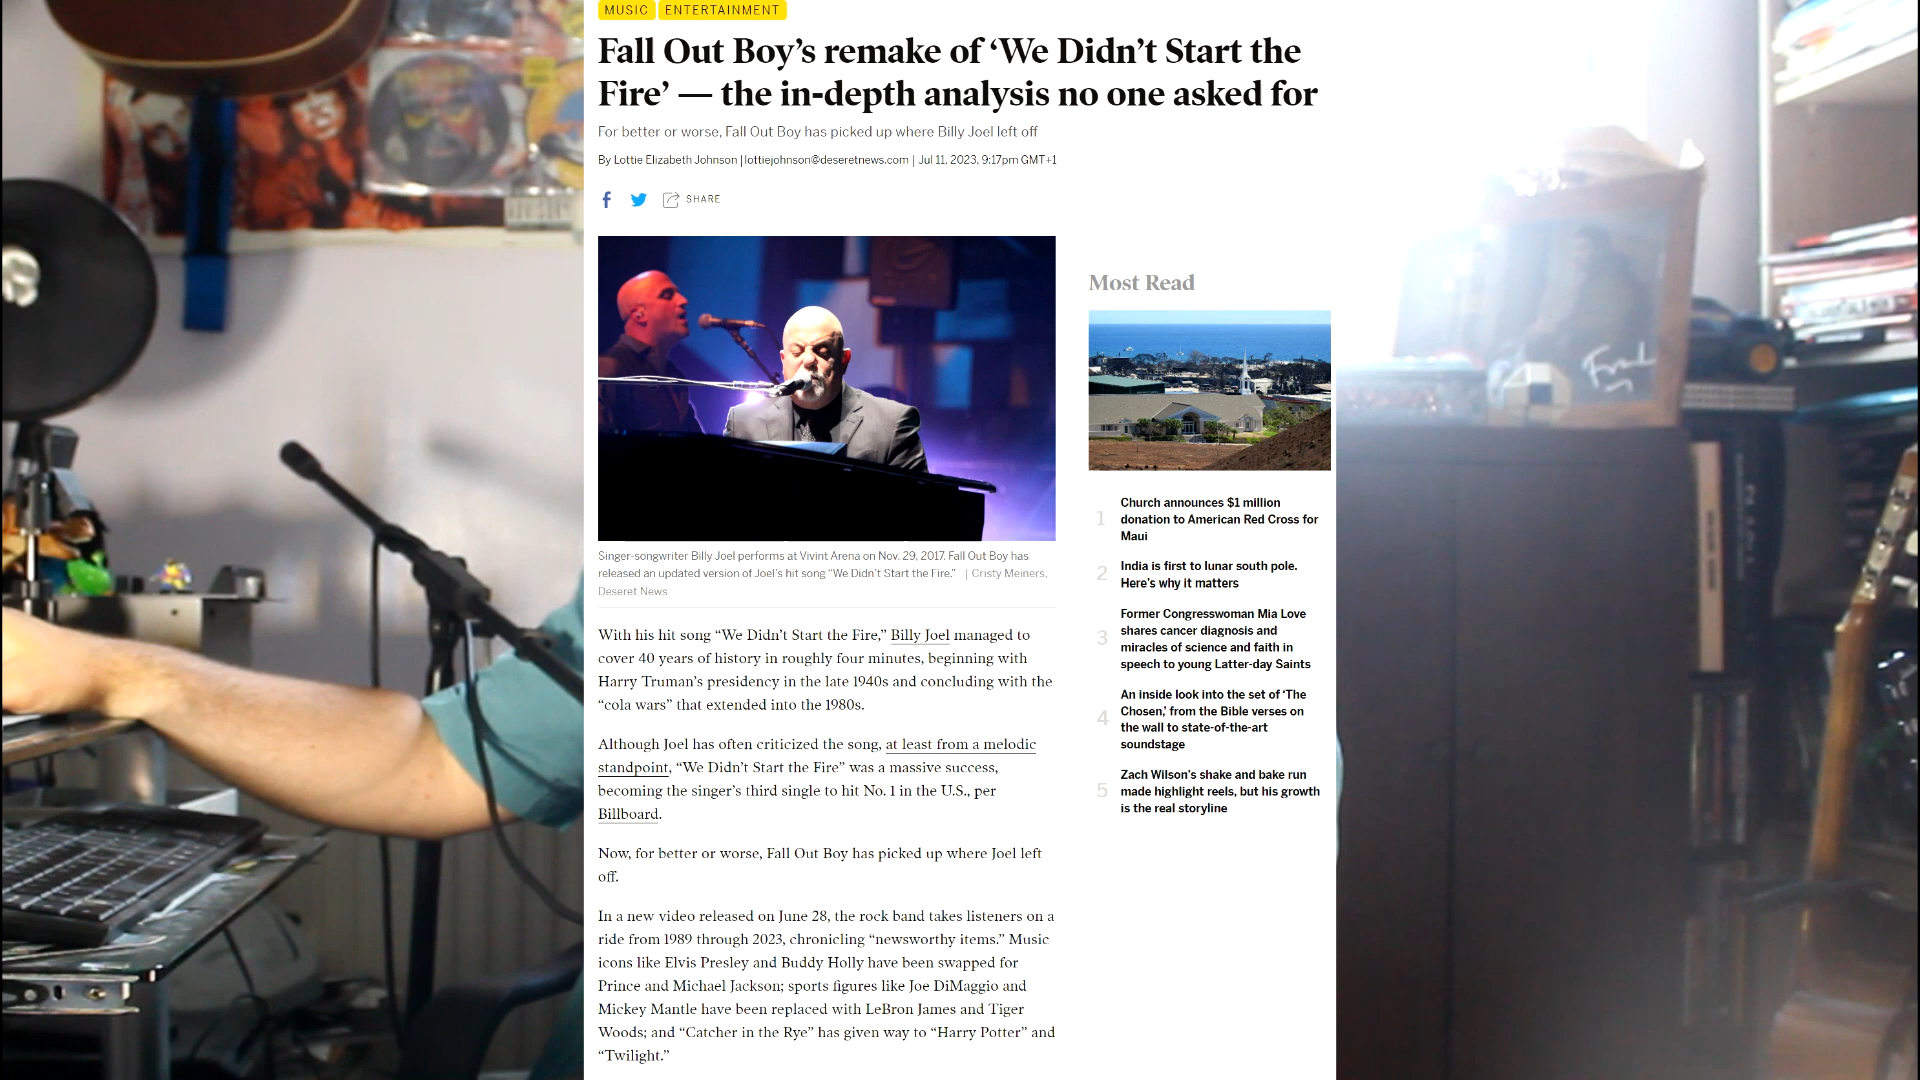 MUSIC ENTERTAINMENT
Fall Out Boy’s remake of ‘We Didn’t Start the
Fire’ — the in-depth analysis no one asked for
For better or worse, Fall Out Boy has picked up where Billy Joel left off
By Lottie Elizabeth Johnson | lottiejohnson@deseretnews.com | Jul 11, 2023, 9:17pm GMT+1
SHARE
Singer-songwriter Billy Joel performs at Vivint Arena on Nov. 29, 2017. Fall Out Boy has
released an updated version of Joel’s hit song “We Didn’t Start the Fire.” | Cristy Meiners,
Deseret News
With his hit song “We Didn’t Start the Fire,” Billy Joel managed to
cover 40 years of history in roughly four minutes, beginning with
Harry Truman’s presidency in the late 1940s and concluding with the
“cola wars” that extended into the 1980s.
Although Joel has often criticized the song, at least from a melodic
standpoint, “We Didn’t Start the Fire” was a massive success,
becoming the singer’s third single to hit No. 1 in the U.S., per
Billboard.
Now, for better or worse, Fall Out Boy has picked up where Joel left
off.
In a new video released on June 28, the rock band takes listeners on a
ride from 1989 through 2023, chronicling “newsworthy items.” Music
icons like Elvis Presley and Buddy Holly have been swapped for
Prince and Michael Jackson; sports figures like Joe DiMaggio and
Mickey Mantle have been replaced with LeBron James and Tiger
Woods; and “Catcher in the Rye” has given way to “Harry Potter” and
“Twilight.”
Most Read
1 Church announces $1 million
donation to American Red Cross for
Maui
2 India is first to lunar south pole.
Here’s why it matters
3 Former Congresswoman Mia Love
shares cancer diagnosis and
miracles of science and faith in
speech to young Latter-day Saints
4 An inside look into the set of ‘The
Chosen,’ from the Bible verses on
the wall to state-of-the-art
soundstage
5 Zach Wilson’s shake and bake run
made highlight reels, but his growth
is the real storyline